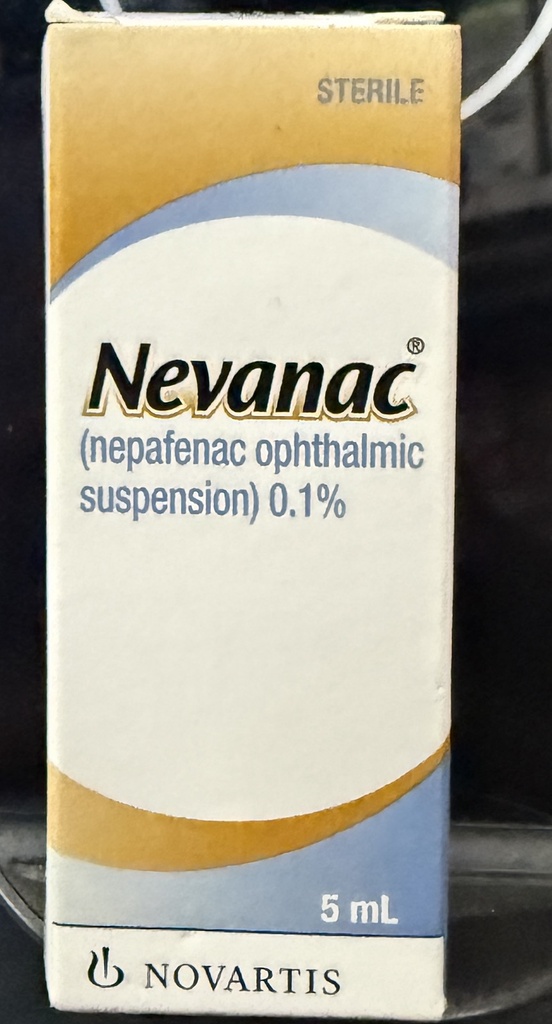 STERILE
Nevanac®
(nepafenac ophthalmic
suspension) 0.1%
5 mL
NOVARTIS